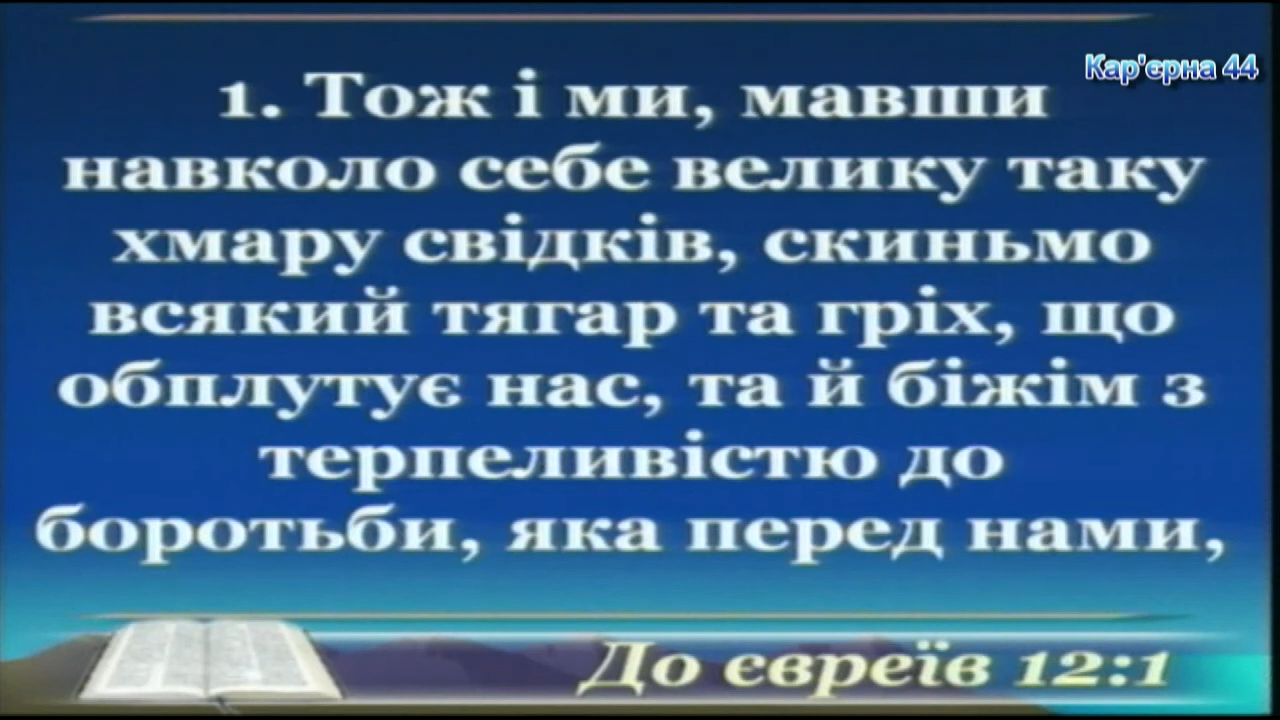 Кар'єрна 44
1. Тож і ми, мавши
навколо себе велику таку
хмару свідків, скиньмо
всякий тягар та гріх, що
обплутує нас, та й біжім з
терпеливістю до
боротьби, яка перед нами,
До євреїв 12:1